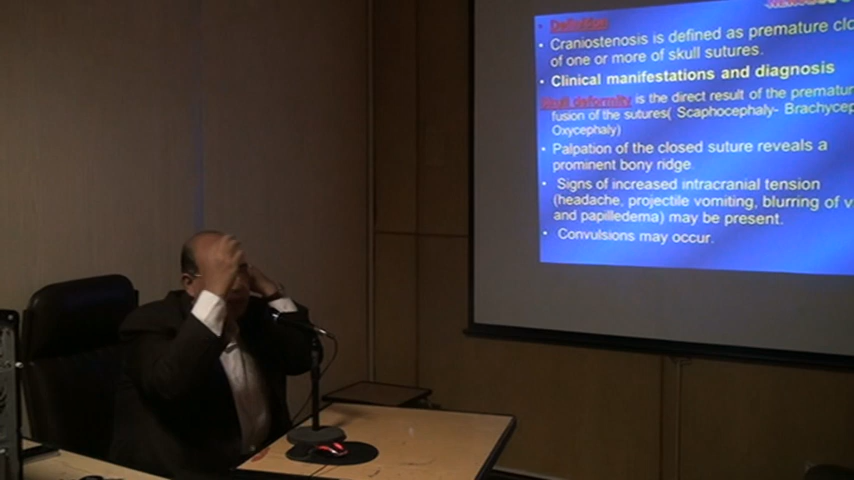 • Definition
• Craniostenosis is defined as premature clo
of one or more of skull sutures.
• Clinical manifestations and diagnosis
Skull deformity is the direct result of the prematur
fusion of the sutures( Scaphocephaly- Brachycep
Oxycephaly)
• Palpation of the closed suture reveals a
prominent bony ridge.
• Signs of increased intracranial tension
(headache, projectile vomiting, blurring of v
and papilledema) may be present.
• Convulsions may occur.